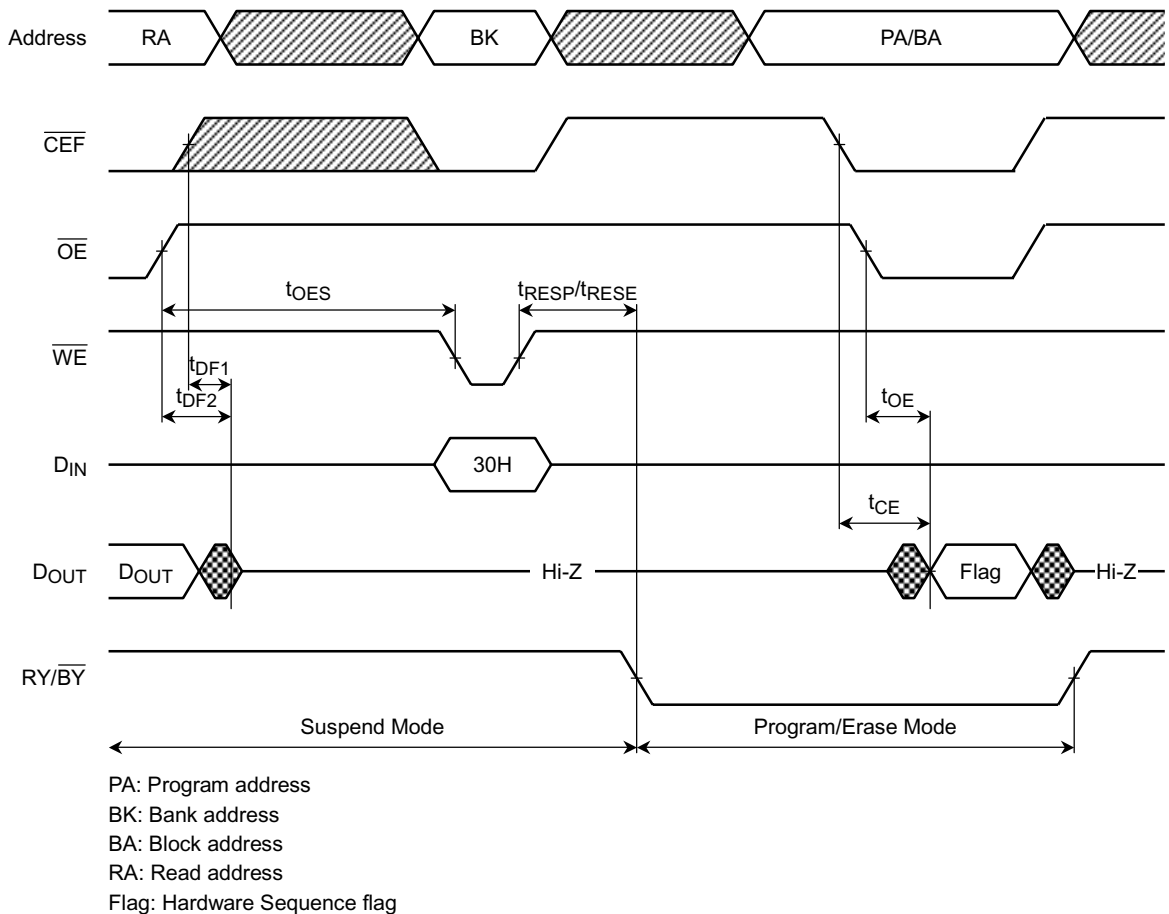 Address RA BK PA/BA
CEF
OE
tOES tRESP/tRESE
WE
tDF1
tDF2 tOE
DIN 30H
tCE
DOUT DOUT Hi-Z Flag Hi-Z
RY/BY
Suspend Mode Program/Erase Mode
PA: Program address
BK: Bank address
BA: Block address
RA: Read address
Flag: Hardware Sequence flag